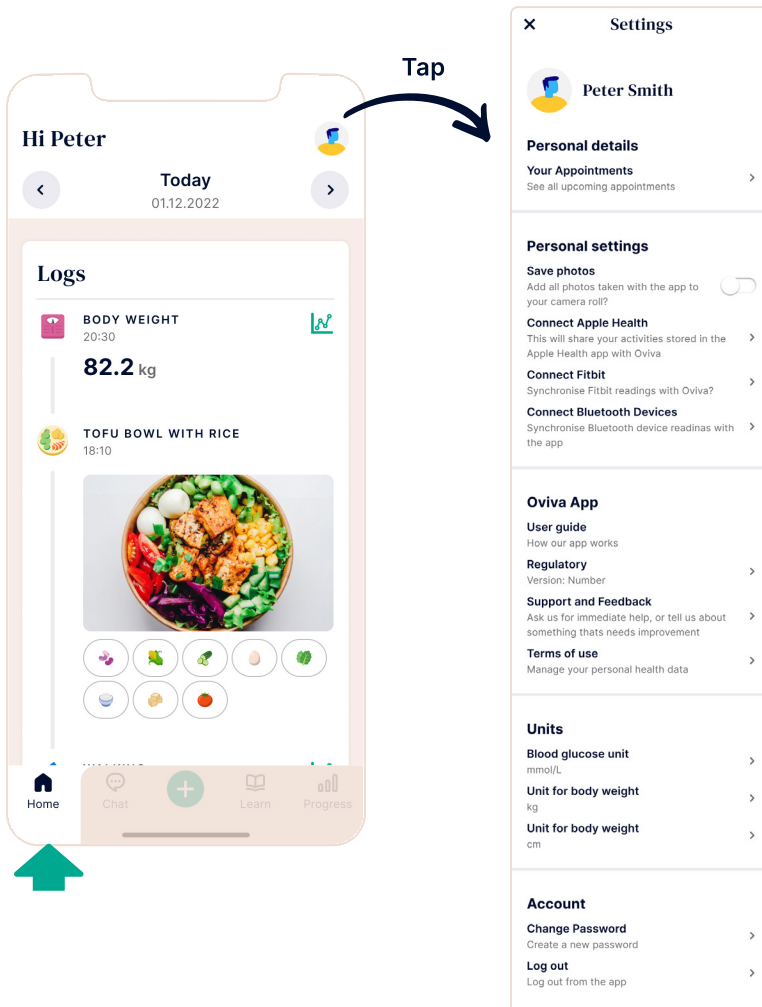 Tap
Hi Peter
Today
01.12.2022
Logs
BODY WEIGHT
20:30
82.2 kg
TOFU BOWL WITH RICE
18:10
Home
Chat
Learn
Progress
Settings
Peter Smith
Personal details
Your Appointments
See all upcoming appointments
Personal settings
Save photos
Add all photos taken with the app to
your camera roll?
Connect Apple Health
This will share your activities stored in the
Apple Health app with Oviva
Connect Fitbit
Synchronise Fitbit readings with Oviva?
Connect Bluetooth Devices
Synchronise Bluetooth device readinas with
the app
Oviva App
User guide
How our app works
Regulatory
Version: Number
Support and Feedback
Ask us for immediate help, or tell us about
something thats needs improvement
Terms of use
Manage your personal health data
Units
Blood glucose unit
mmol/L
Unit for body weight
kg
Unit for body weight
cm
Account
Change Password
Create a new password
Log out
Log out from the app